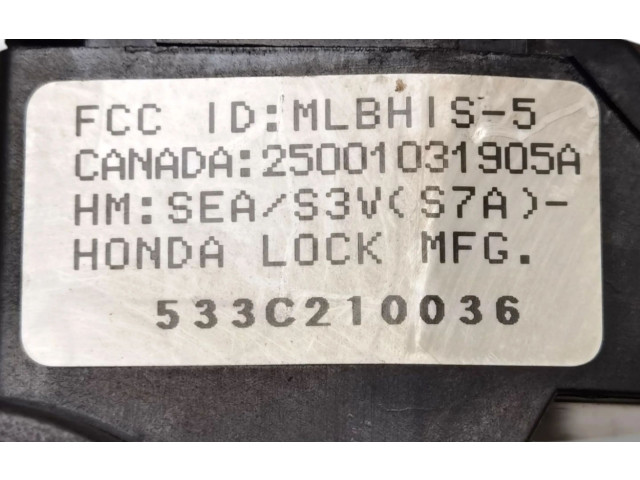 FCC ID:MLBHIS-5
CANADA:25001031905A
HM:SEA/S3V(S7A)-
HONDA LOCK MFG.
533C210036